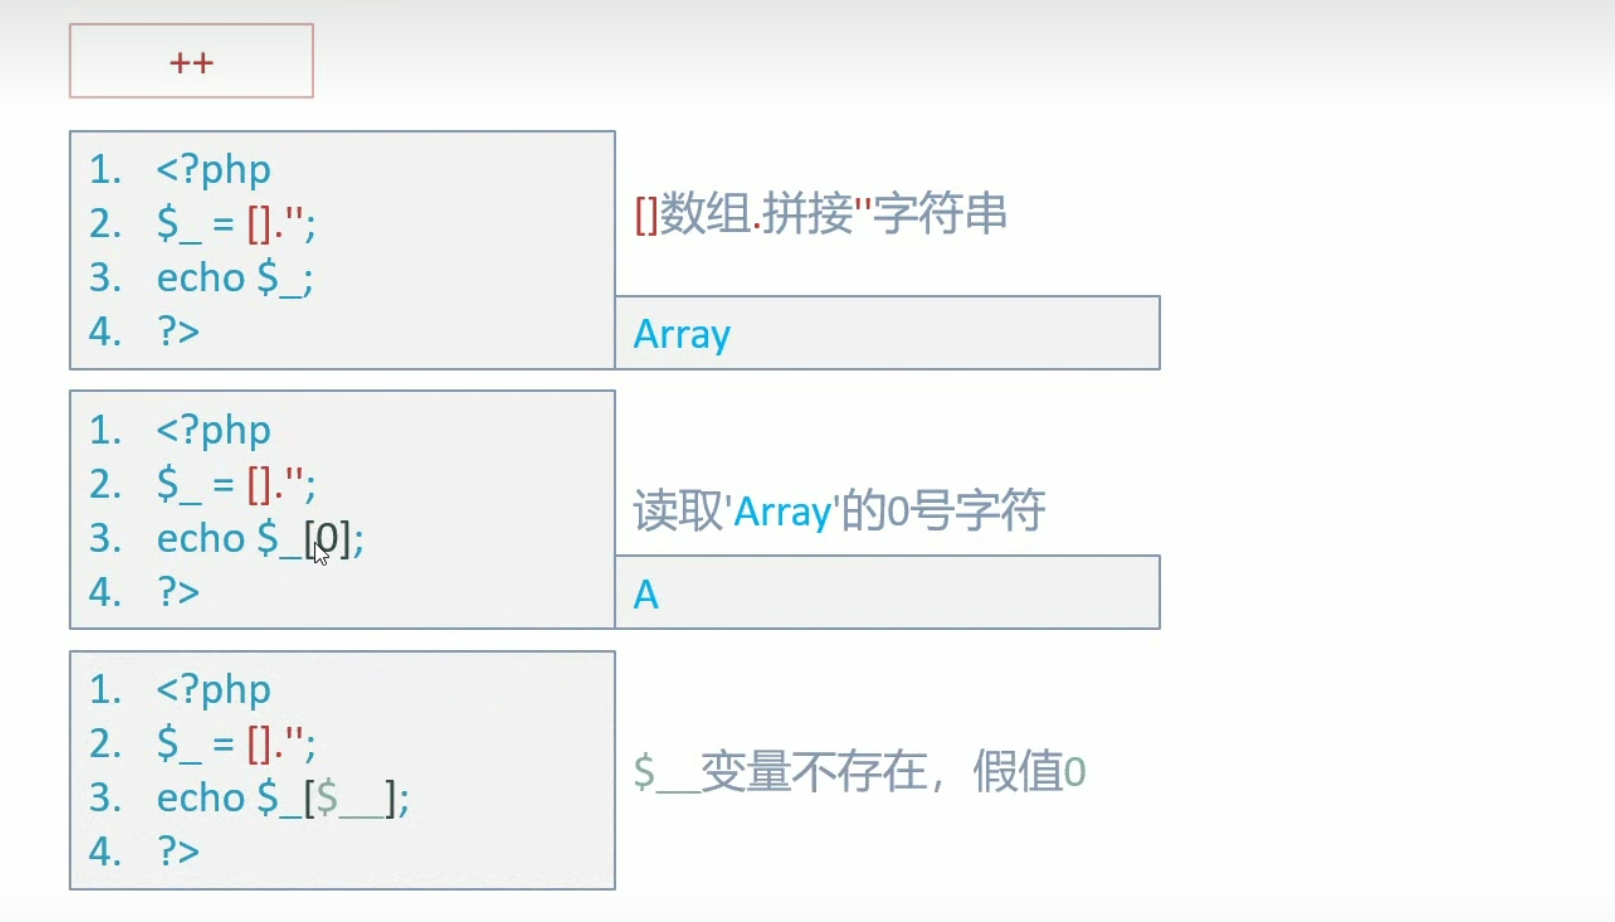 ++
1. <?php
2. $_ = [].'';
3. echo $_;
4. ?>
[]数组.拼接''字符串
Array
1. <?php
2. $_ = [].'';
3. echo $_[0];
4. ?>
读取'Array'的0号字符
A
1. <?php
2. $_ = [].'';
3. echo $_[$__];
4. ?>
$__变量不存在，假值0